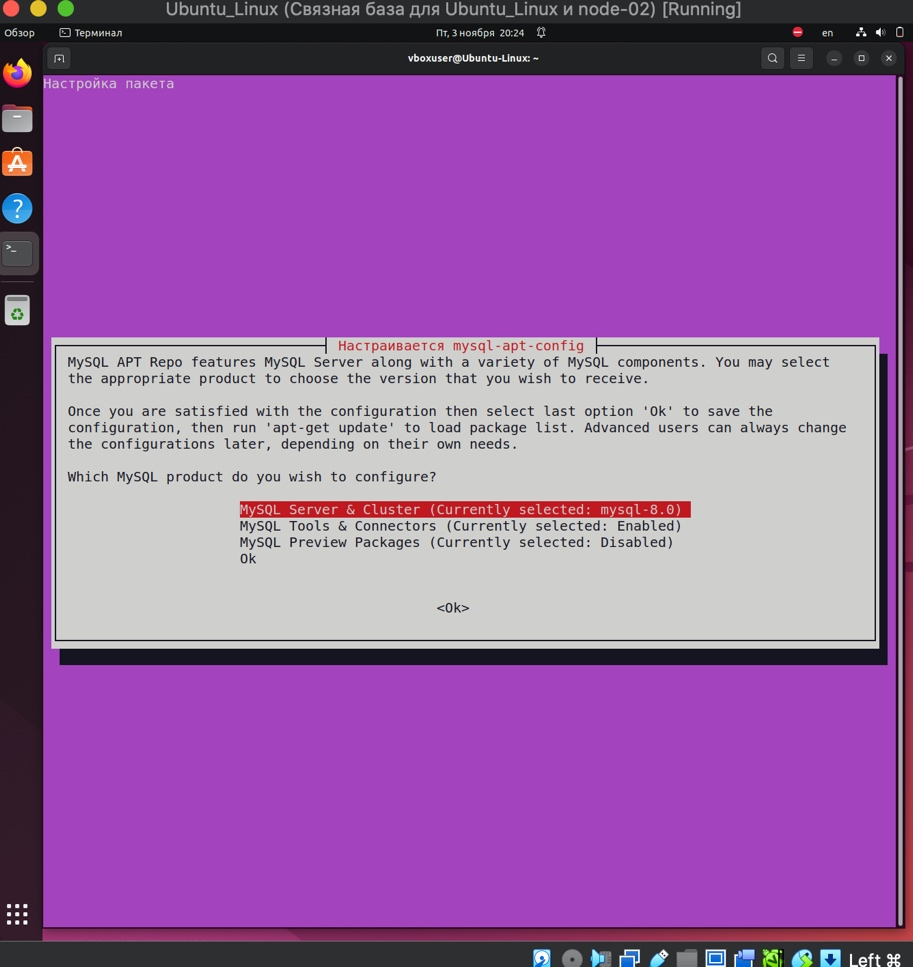 Ubuntu_Linux (Связная база для Ubuntu_Linux и node-02) [Running]
Обзор Терминал Пт, 3 ноября 20:24 en
vboxuser@Ubuntu-Linux: ~
Настройка пакета
Настраивается mysql-apt-config
MySQL APT Repo features MySQL Server along with a variety of MySQL components. You may select
the appropriate product to choose the version that you wish to receive.
Once you are satisfied with the configuration then select last option 'Ok' to save the
configuration, then run 'apt-get update' to load package list. Advanced users can always change
the configurations later, depending on their own needs.
Which MySQL product do you wish to configure?
MySQL Server & Cluster (Currently selected: mysql-8.0)
MySQL Tools & Connectors (Currently selected: Enabled)
MySQL Preview Packages (Currently selected: Disabled)
Ok
<Ok>
Left ⌘